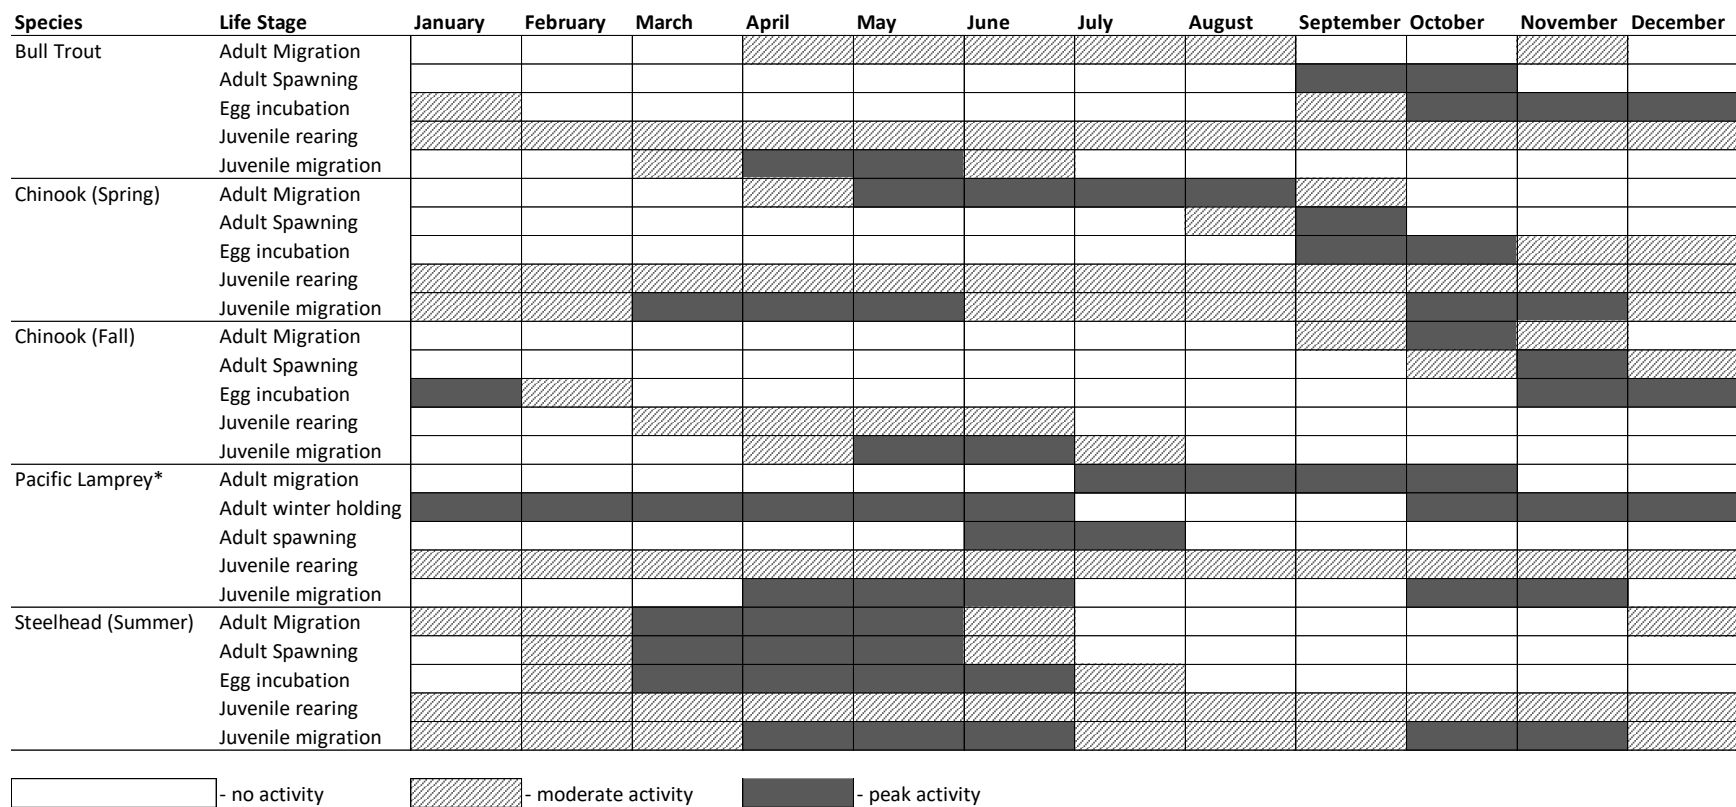 Species Life Stage January February March April May June July August September October November December
Bull Trout Adult Migration
Adult Spawning
Egg incubation
Juvenile rearing
Juvenile migration
Chinook (Spring) Adult Migration
Adult Spawning
Egg incubation
Juvenile rearing
Juvenile migration
Chinook (Fall) Adult Migration
Adult Spawning
Egg incubation
Juvenile rearing
Juvenile migration
Pacific Lamprey* Adult migration
Adult winter holding
Adult spawning
Juvenile rearing
Juvenile migration
Steelhead (Summer) Adult Migration
Adult Spawning
Egg incubation
Juvenile rearing
Juvenile migration
- no activity - moderate activity - peak activity